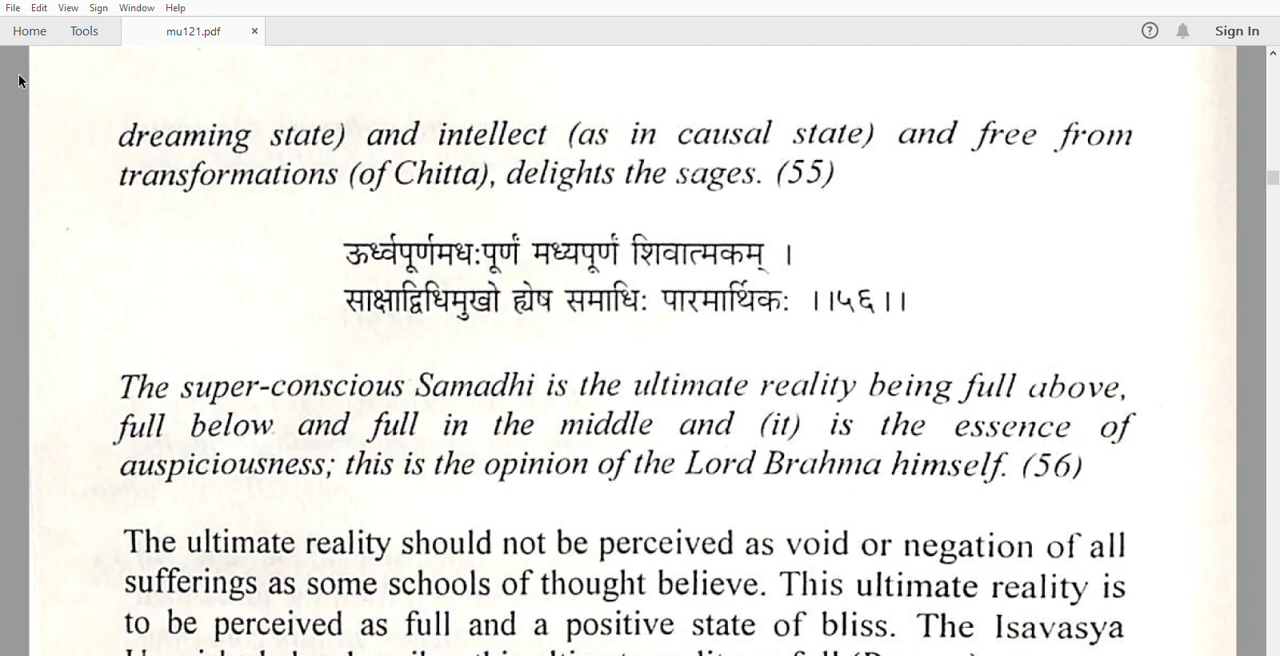 File Edit View Sign Window Help
Home Tools mu121.pdf × ? Sign In
dreaming state) and intellect (as in causal state) and free from
transformations (of Chitta), delights the sages. (55)
ऊर्ध्वपूर्णमधःपूर्णं मध्यपूर्णं शिवात्मकम् ।
साक्षाद्विधिमुखो ह्येष समाधिः पारमार्थिकः ।।५६।।
The super-conscious Samadhi is the ultimate reality being full above,
full below and full in the middle and (it) is the essence of
auspiciousness; this is the opinion of the Lord Brahma himself. (56)
The ultimate reality should not be perceived as void or negation of all
sufferings as some schools of thought believe. This ultimate reality is
to be perceived as full and a positive state of bliss. The Isavasya